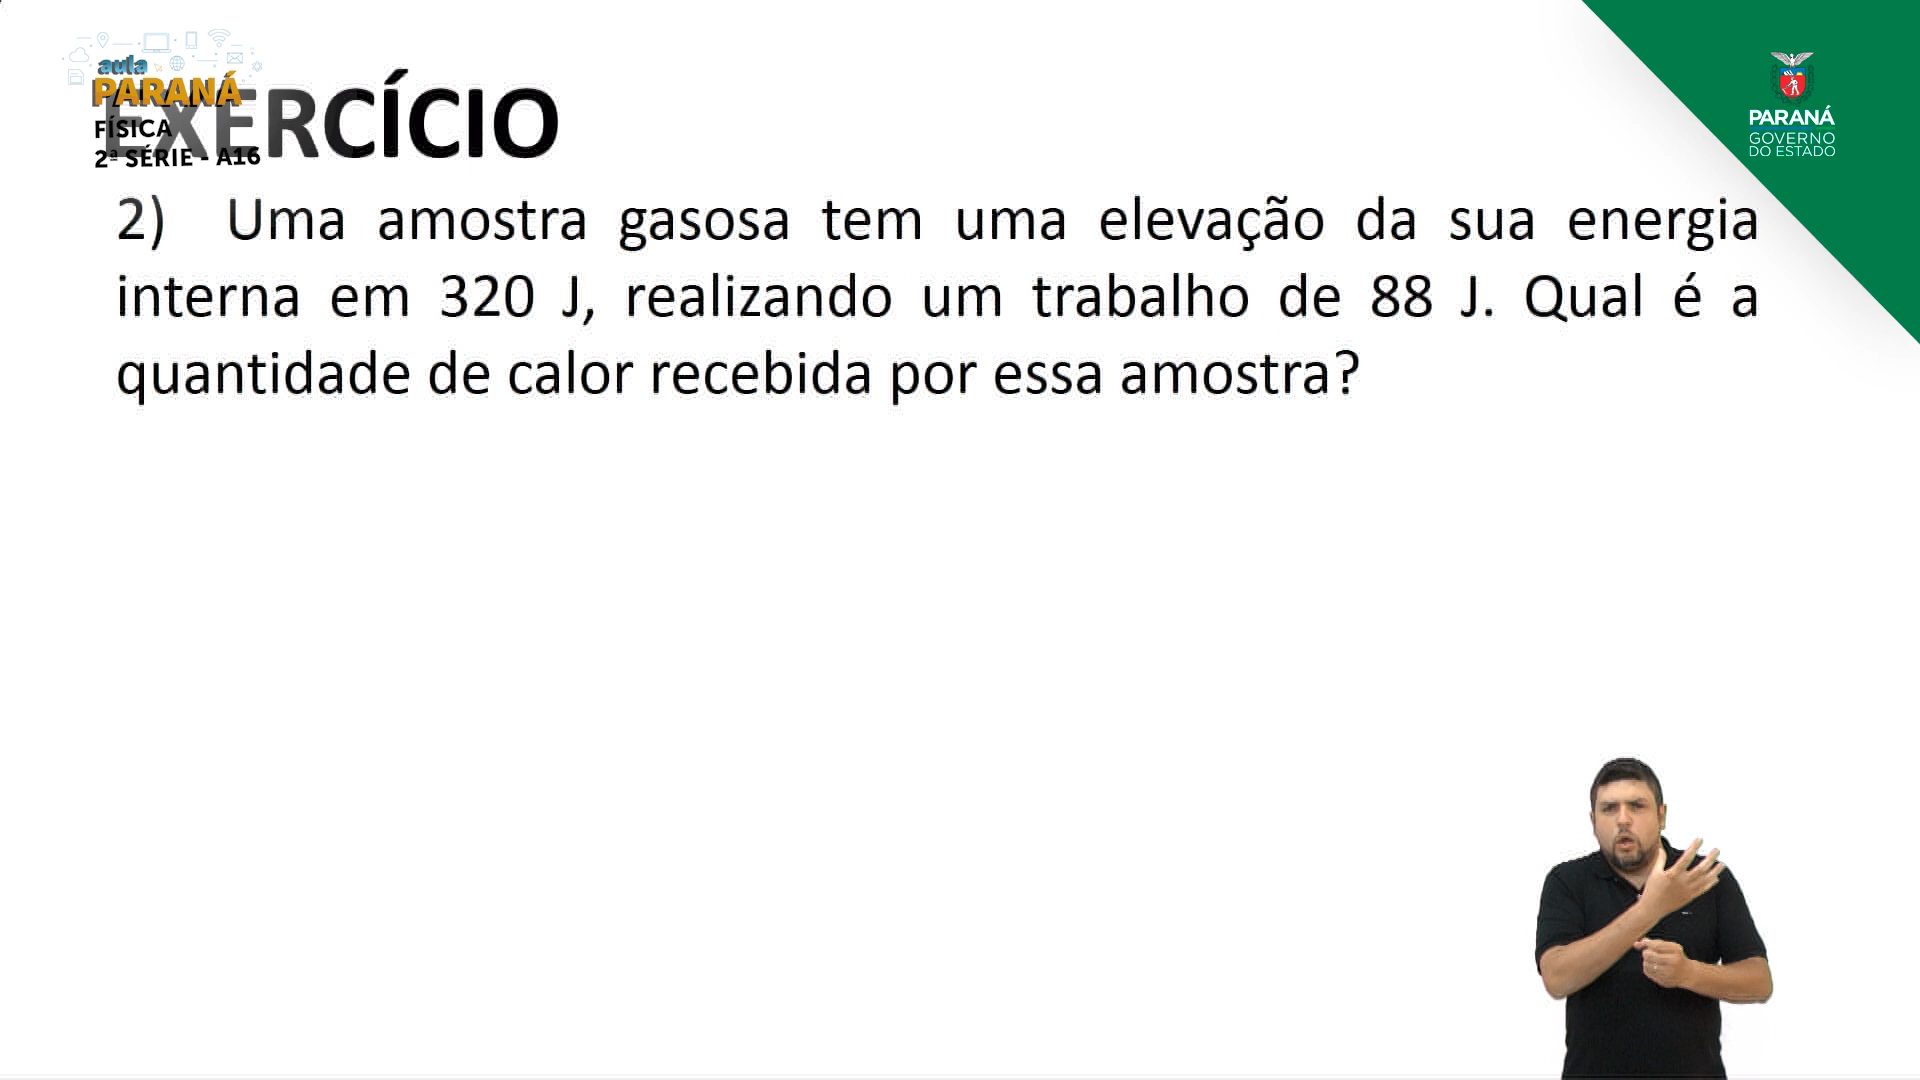 aula
PARANÁ
EXERCÍCIO
FÍSICA
2ª SÉRIE - A16
PARANÁ
GOVERNO
DO ESTADO
2) Uma amostra gasosa tem uma elevação da sua energia
interna em 320 J, realizando um trabalho de 88 J. Qual é a
quantidade de calor recebida por essa amostra?